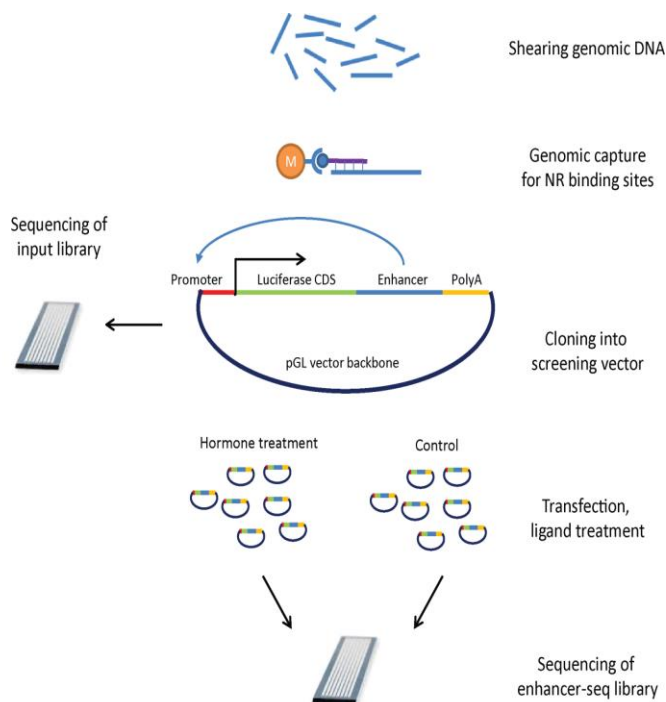 Shearing genomic DNA
M
Genomic capture
for NR binding sites
Sequencing of
input library
Promoter
Luciferase CDS
Enhancer
PolyA
pGL vector backbone
Cloning into
screening vector
Hormone treatment
Control
Transfection,
ligand treatment
Sequencing of
enhancer-seq library